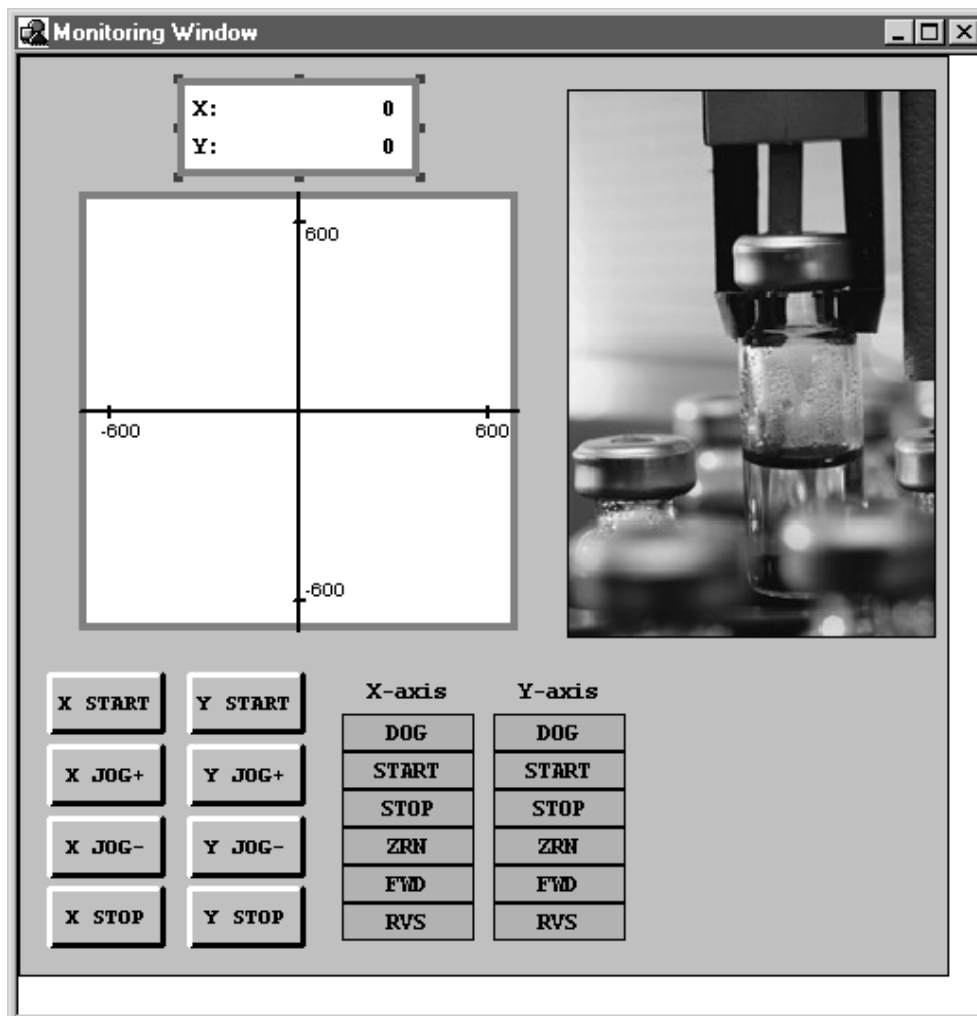 Monitoring Window
X: 0
Y: 0
600
-600 600
-600
X START Y START
X JOG+ Y JOG+
X JOG- Y JOG-
X STOP Y STOP
X-axis Y-axis
DOG DOG
START START
STOP STOP
ZRN ZRN
FWD FWD
RVS RVS